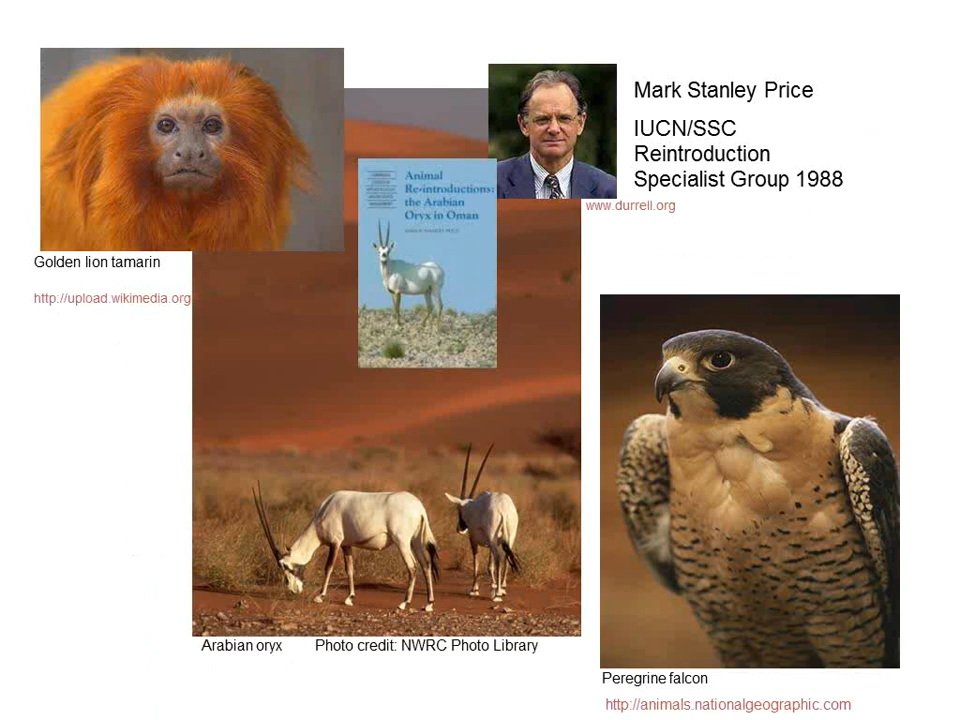 Mark Stanley Price
IUCN/SSC
Reintroduction
Specialist Group 1988
www.durrell.org
Animal
Re-introductions:
the Arabian
Oryx in Oman
Golden lion tamarin
http://upload.wikimedia.org
Arabian oryx Photo credit: NWRC Photo Library
Peregrine falcon
http://animals.nationalgeographic.com